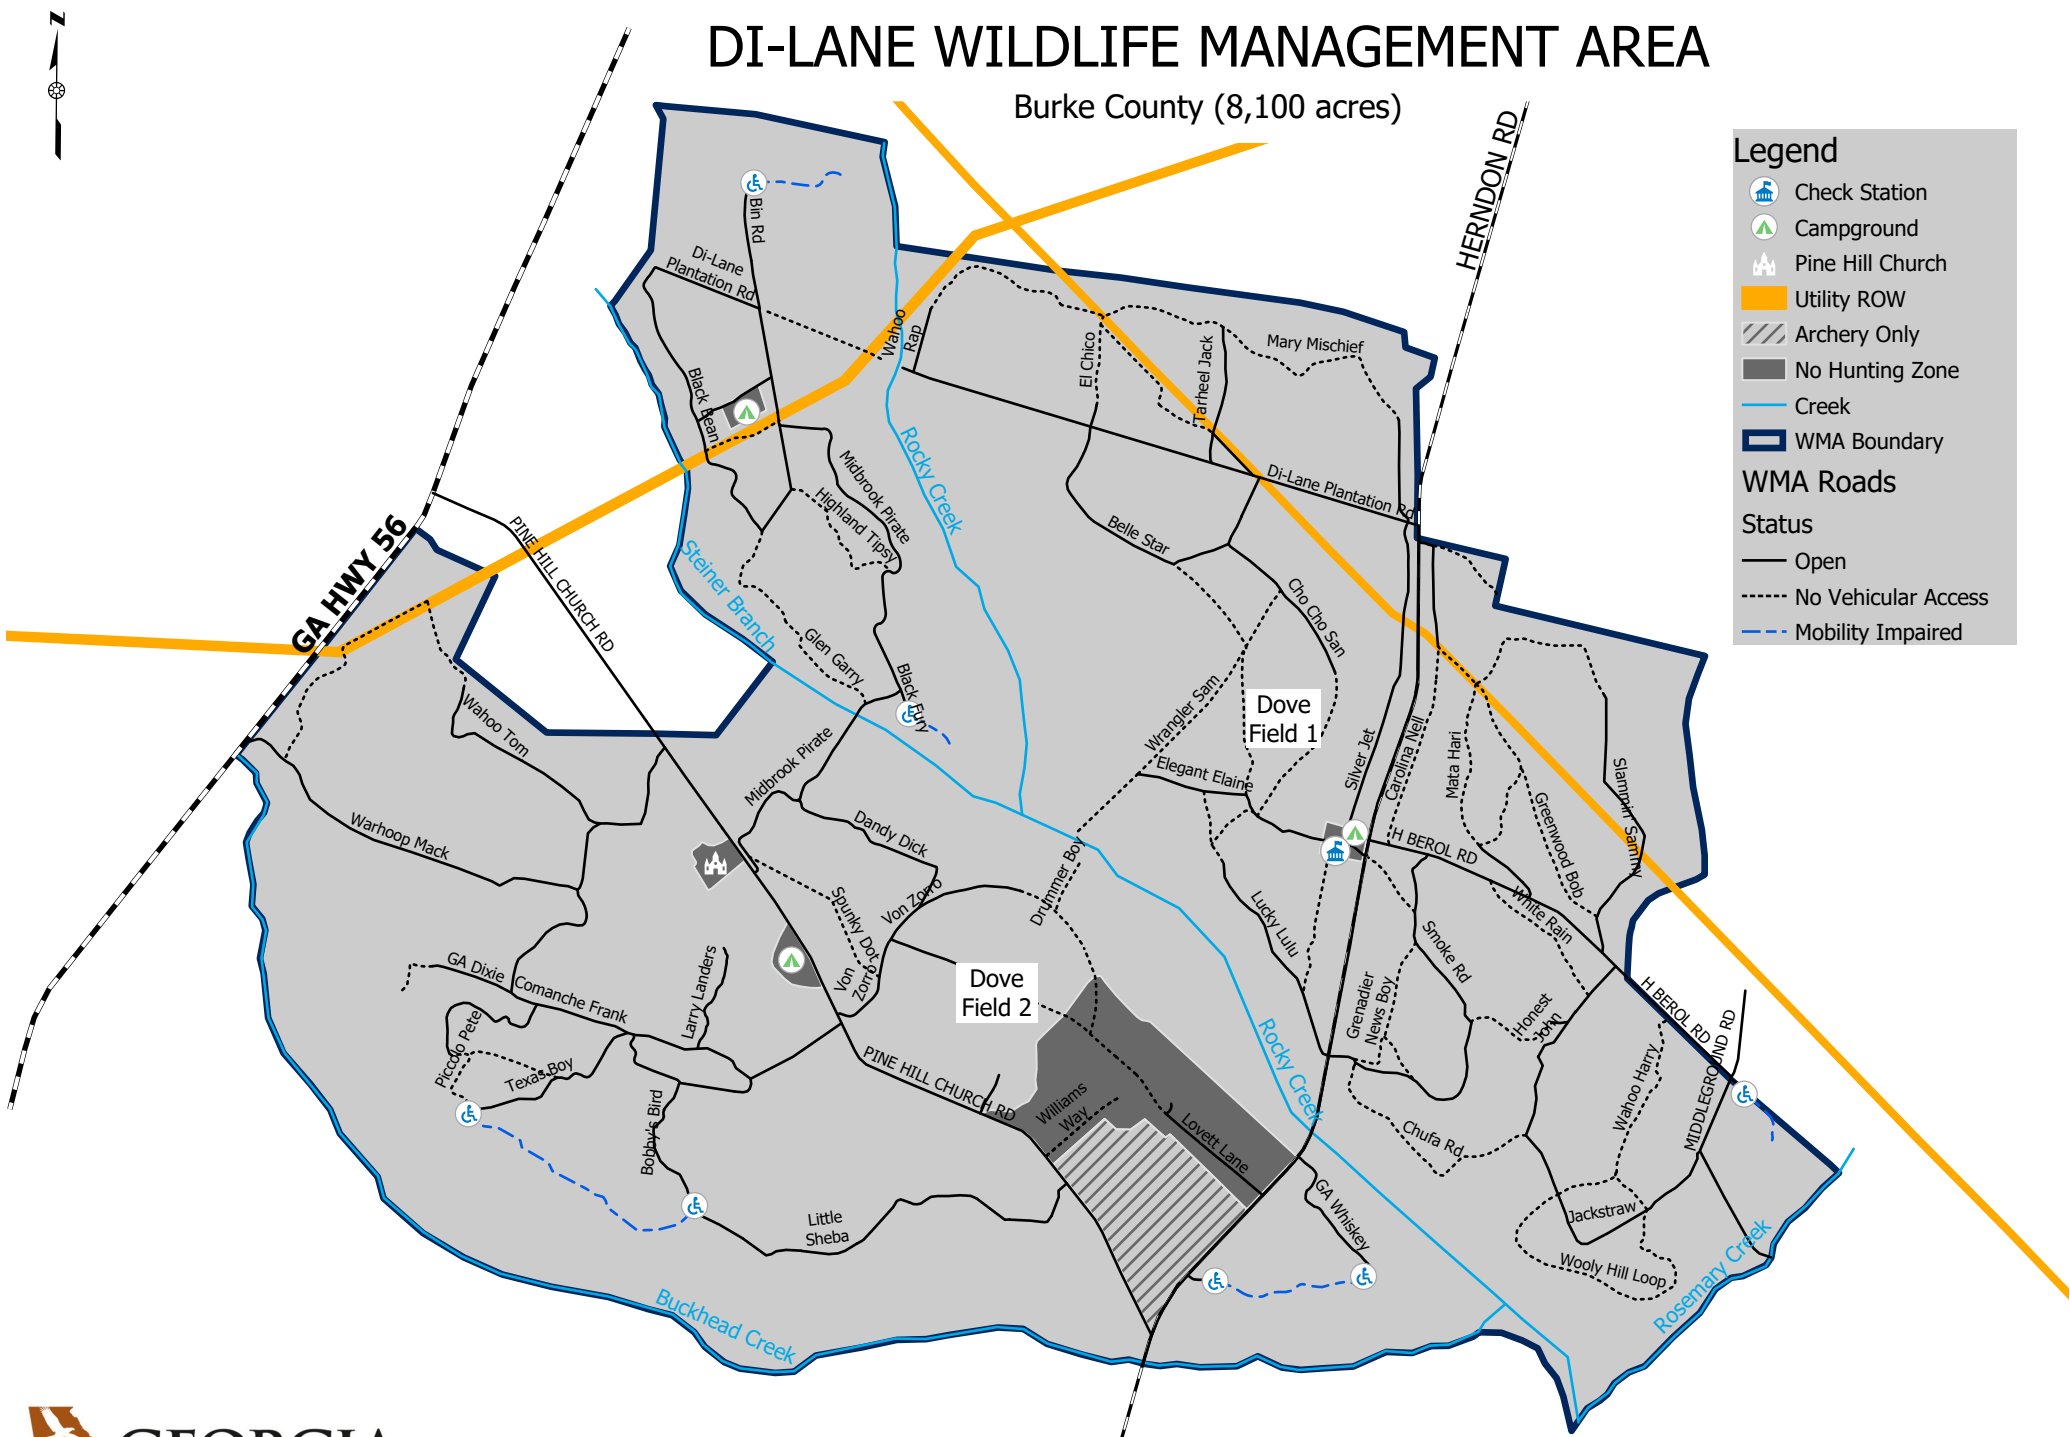 N
DI-LANE WILDLIFE MANAGEMENT AREA
Burke County (8,100 acres)
HERNDON RD
Legend
Check Station
Campground
Pine Hill Church
Utility ROW
Archery Only
No Hunting Zone
Creek
WMA Boundary
WMA Roads
Status
Open
No Vehicular Access
Mobility Impaired
Bin Rd
Di-Lane
Plantation Rd
Wahoo
Rap
El Chico
Tarheel Jack
Mary Mischief
Black Bean
Rocky Creek
Midbrook Pirate
Highland Tipsy
Di-Lane Plantation Rd
Belle Star
GA HWY 56
PINE HILL CHURCH RD
Steiner Branch
Cho Cho San
Glen Garry
Black Fury
Wrangler Sam
Dove
Field 1
Wahoo Tom
Midbrook Pirate
Elegant Elaine
Silver Jet
Carolina Nell
Mata Hari
Slammin' Sammy
Greenwood Bob
Warhoop Mack
Dandy Dick
H BEROL RD
Drummer Boy
Spunky Dot
Von Zorro
Lucky Lulu
White Rain
Smoke Rd
GA Dixie
Comanche Frank
Larry Landers
Von
Zorro
Dove
Field 2
Grenadier
News Boy
Honest
John
H BEROL RD
MIDDLEGROUND RD
Piccolo Pete
Texas Boy
PINE HILL CHURCH RD
Rocky Creek
Wahoo Harry
Williams
Way
Lovett Lane
Chufa Rd
Bobby's Bird
Little
Sheba
GA Whiskey
Jackstraw
Wooly Hill Loop
Rosemary Creek
Buckhead Creek
GEORGIA